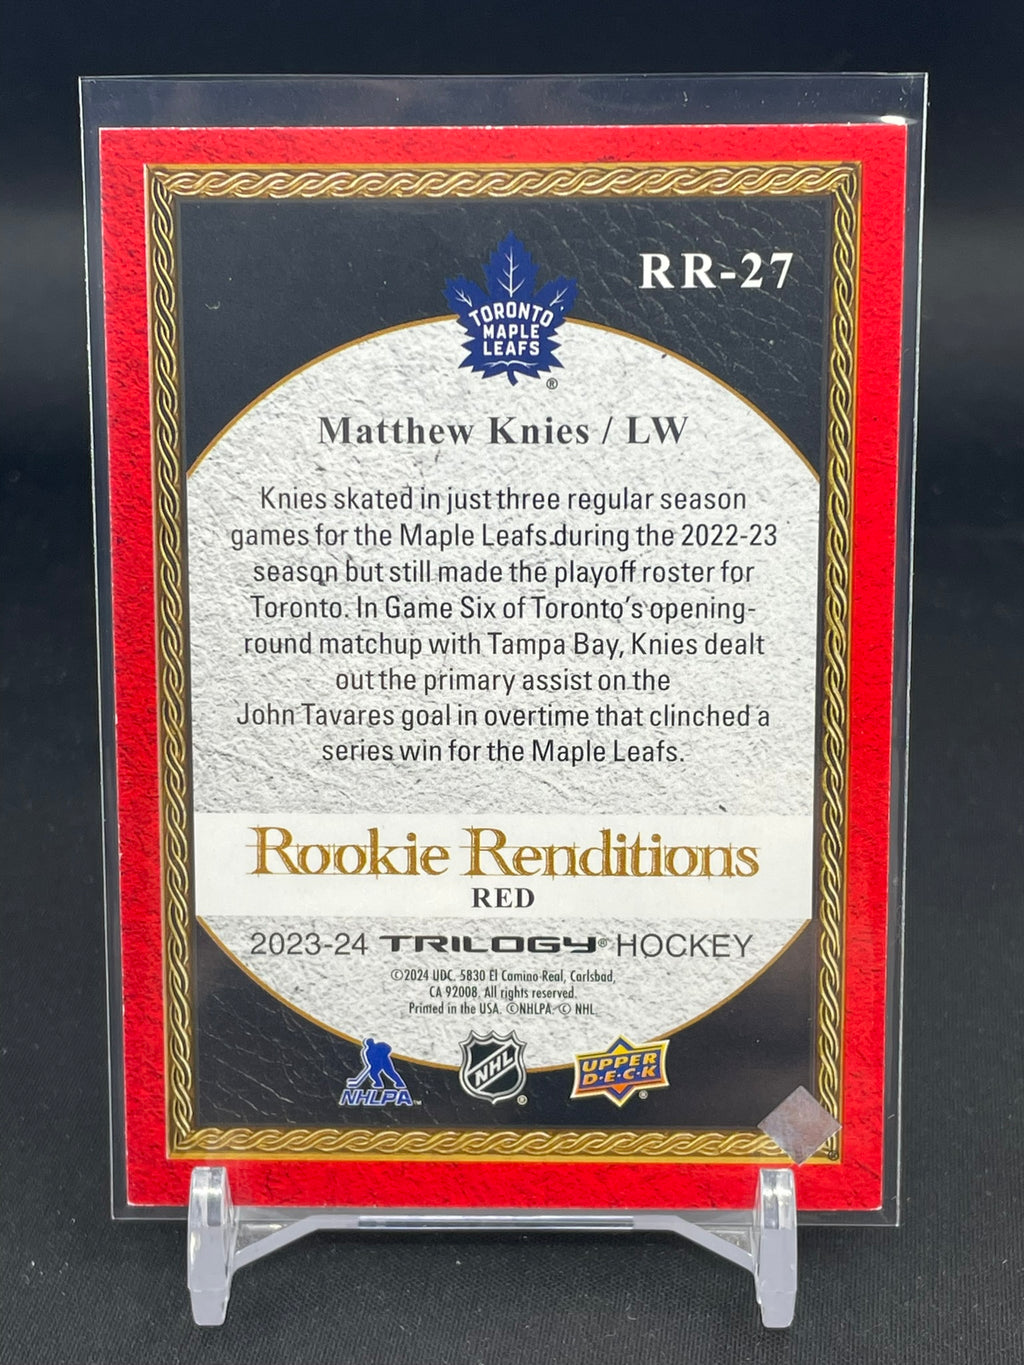 RR-27
TORONTO
MAPLE
LEAFS
®
Matthew Knies / LW
Knies skated in just three regular season
games for the Maple Leafs during the 2022-23
season but still made the playoff roster for
Toronto. In Game Six of Toronto's opening-
round matchup with Tampa Bay, Knies dealt
out the primary assist on the
John Tavares goal in overtime that clinched a
series win for the Maple Leafs.
Rookie Renditions
RED
2023-24 TRILOGY® HOCKEY
©2024 UDC. 5830 El Camino Real, Carlsbad,
CA 92008. All rights reserved.
Printed in the USA. ©NHLPA. © NHL
NHLPA™
NHL®
UPPER
D·E·C·K®